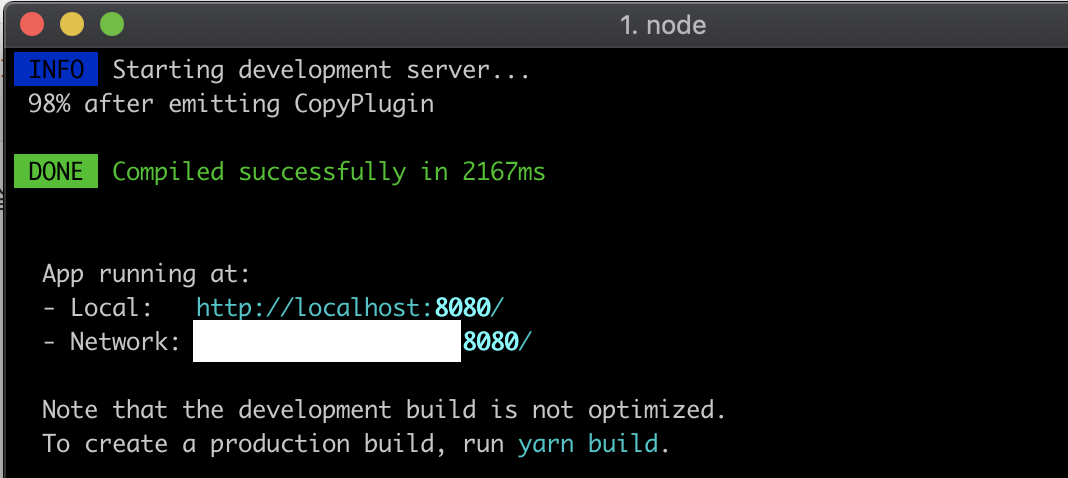 1. node
INFO Starting development server...
98% after emitting CopyPlugin
DONE Compiled successfully in 2167ms
App running at:
- Local: http://localhost:8080/
- Network: 8080/
Note that the development build is not optimized.
To create a production build, run yarn build.